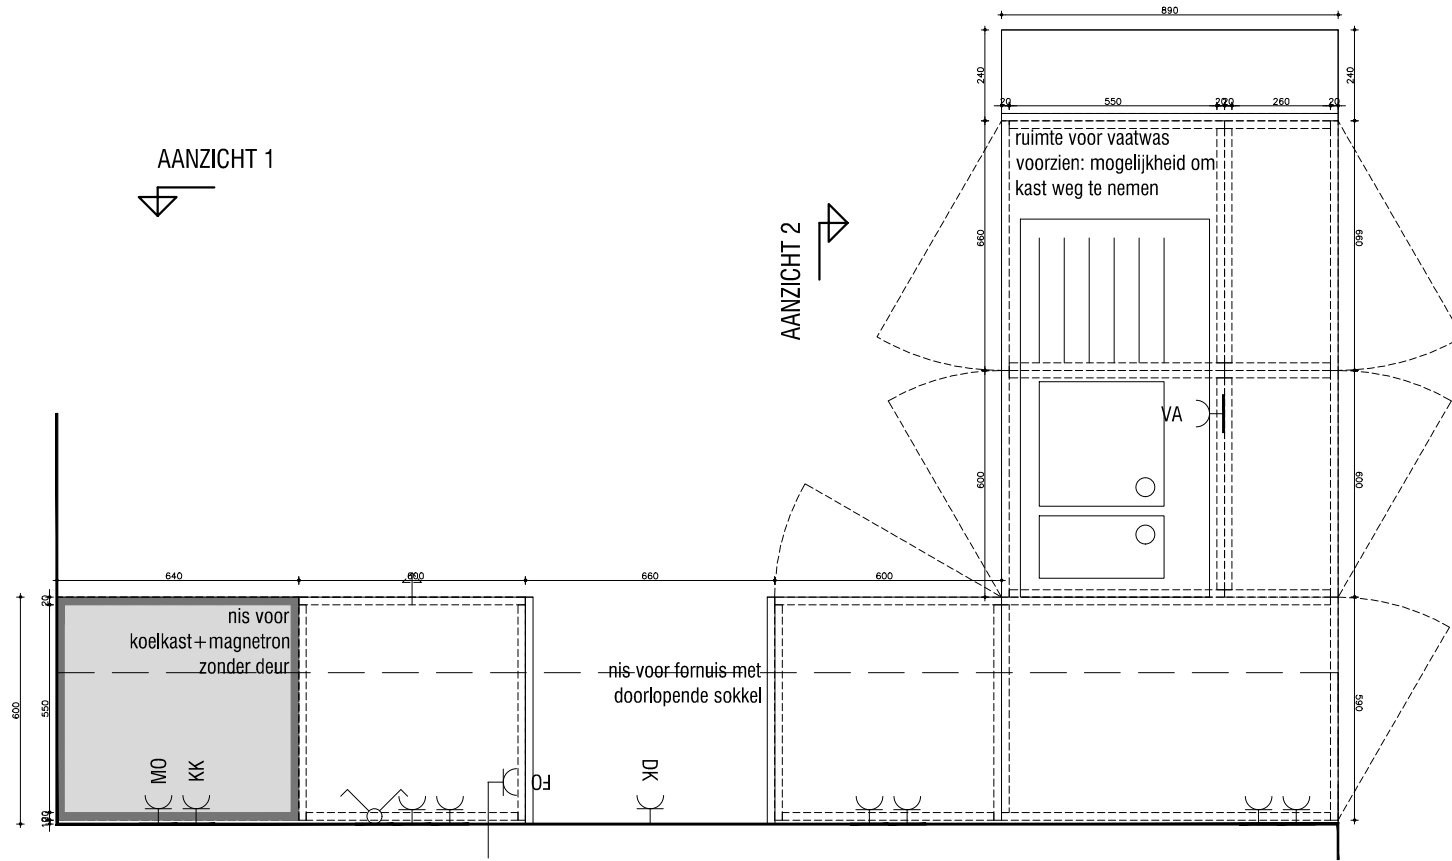 890
240
240
20
550
20
20
260
20
ruimte voor vaatwas
voorzien: mogelijkheid om
kast weg te nemen
AANZICHT 1
AANZICHT 2
660
660
VA
600
600
640
600
660
600
20
nis voor
koelkast+magnetron
zonder deur
nis voor fornuis met
doorlopende sokkel
600
550
590
MO
KK
FO
DK